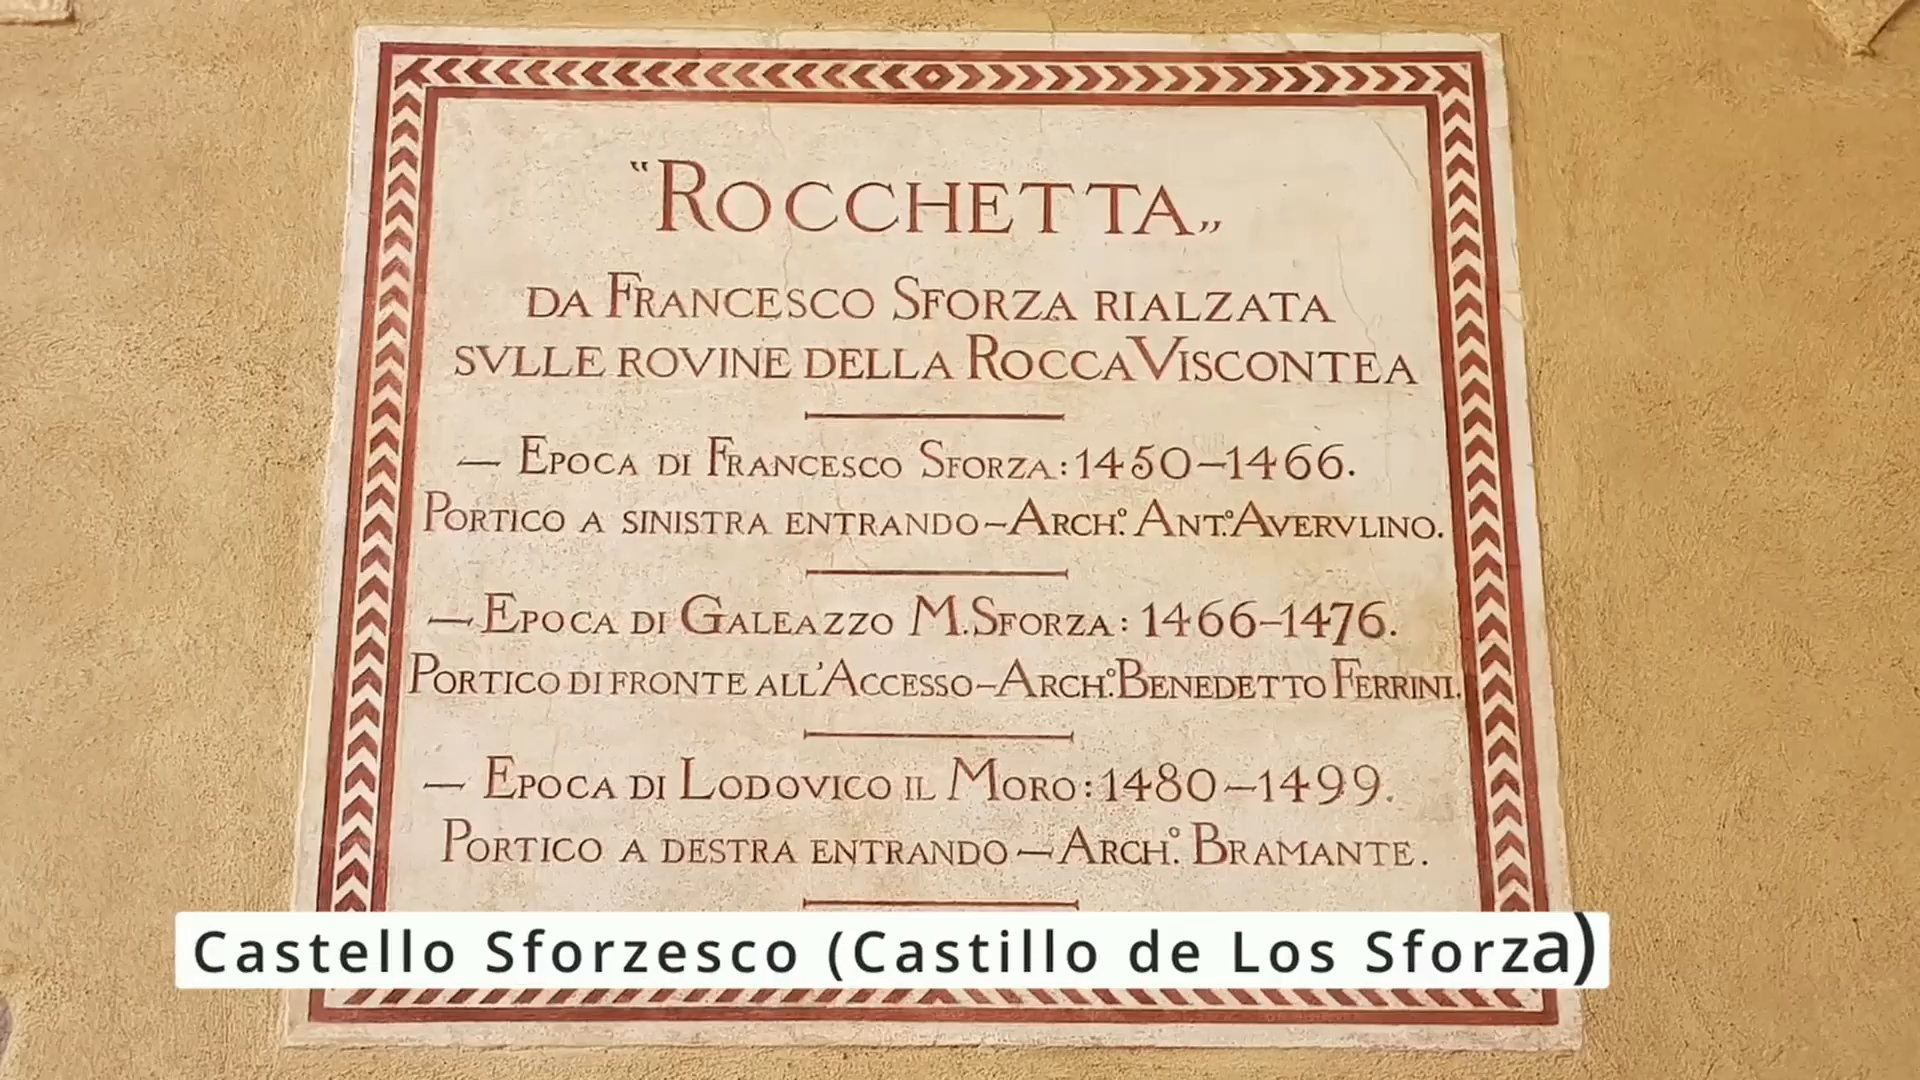 “ROCCHETTA„
DA FRANCESCO SFORZA RIALZATA
SVLLE ROVINE DELLA ROCCA VISCONTEA
— EPOCA DI FRANCESCO SFORZA: 1450–1466.
PORTICO A SINISTRA ENTRANDO – ARCH.º ANT.º AVERVLINO.
— EPOCA DI GALEAZZO M. SFORZA: 1466–1476.
PORTICO DI FRONTE ALL'ACCESSO – ARCH.º BENEDETTO FERRINI.
— EPOCA DI LODOVICO IL MORO: 1480–1499.
PORTICO A DESTRA ENTRANDO — ARCH.º BRAMANTE.
Castello Sforzesco (Castillo de Los Sforza)